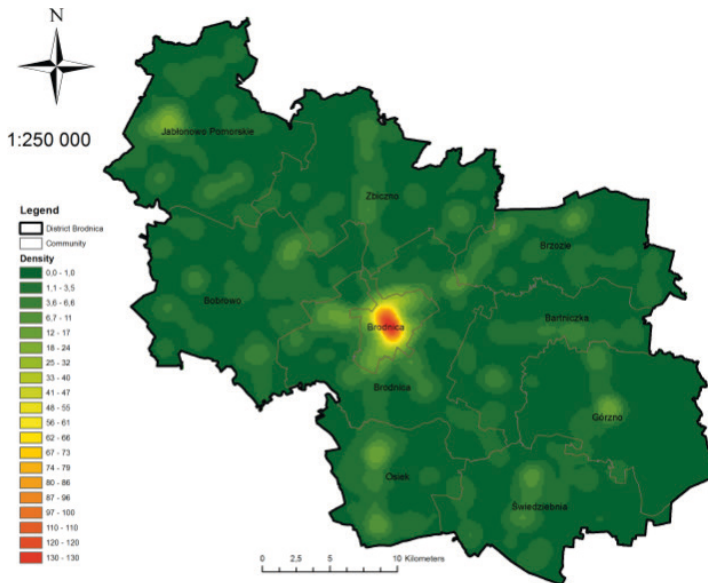 N
1:250 000
Jabłonowo Pomorskie
Zbiczno
Brzozie
Bobrowo
Brodnica
Bartniczka
Brodnica
Górzno
Osiek
Świedziebnia
Legend
District Brodnica
Community
Density
0,0 - 1,0
1,1 - 3,5
3,6 - 6,6
6,7 - 11
12 - 17
18 - 24
25 - 32
33 - 40
41 - 47
48 - 55
56 - 61
62 - 66
67 - 73
74 - 79
80 - 86
87 - 96
97 - 100
110 - 110
120 - 120
130 - 130
0 2,5 5 10 Kilometers